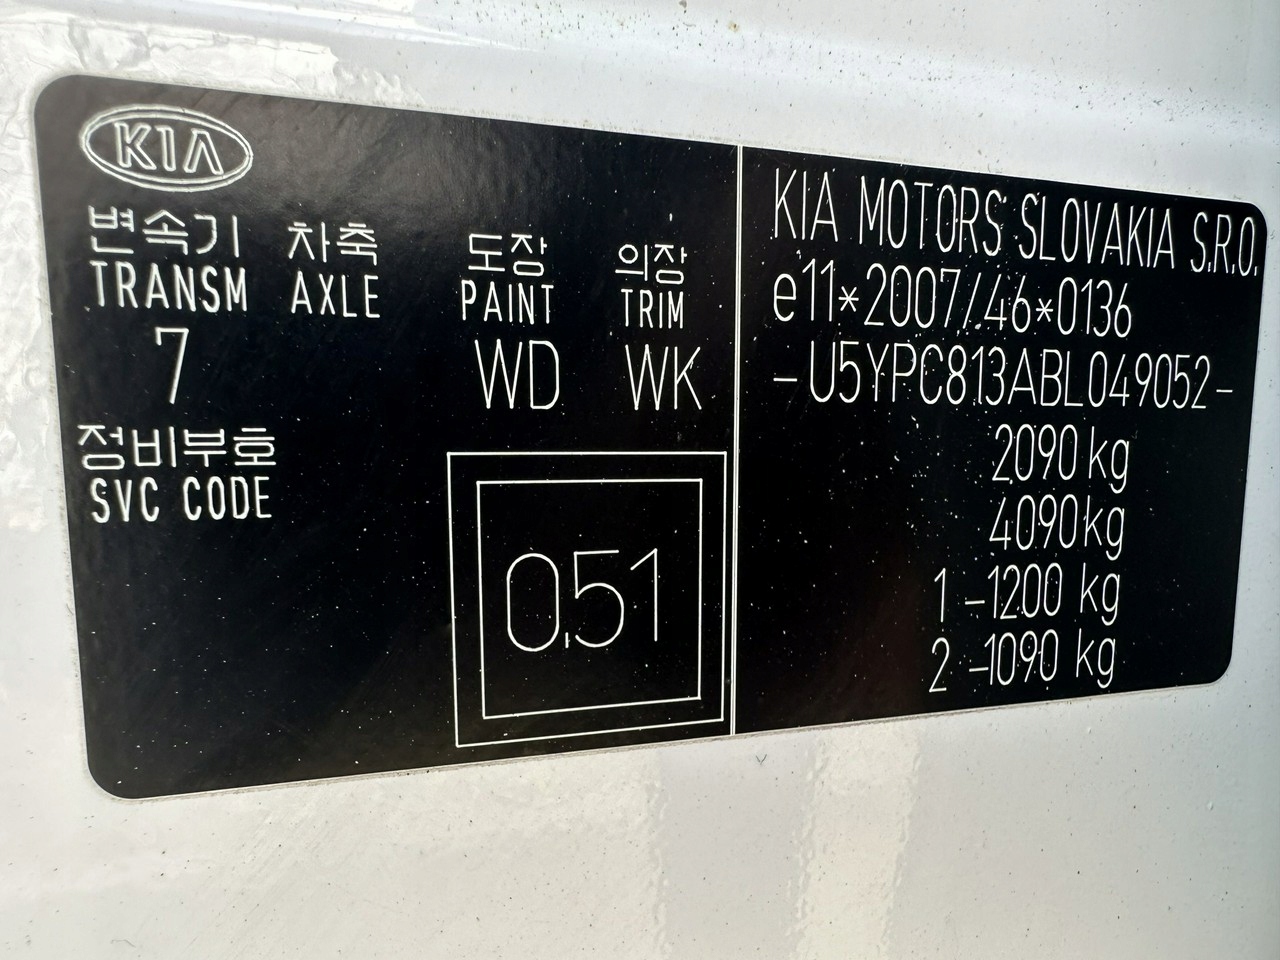 KIA
변속기 차축 도장 의장
TRANSM AXLE PAINT TRIM
7 WD WK
정비부호
SVC CODE
0.51
KIA MOTORS SLOVAKIA S.R.O.
e11*2007/46*0136
-U5YPC813ABL049052-
2090 kg
4090 kg
1 -1200 kg
2 -1090 kg